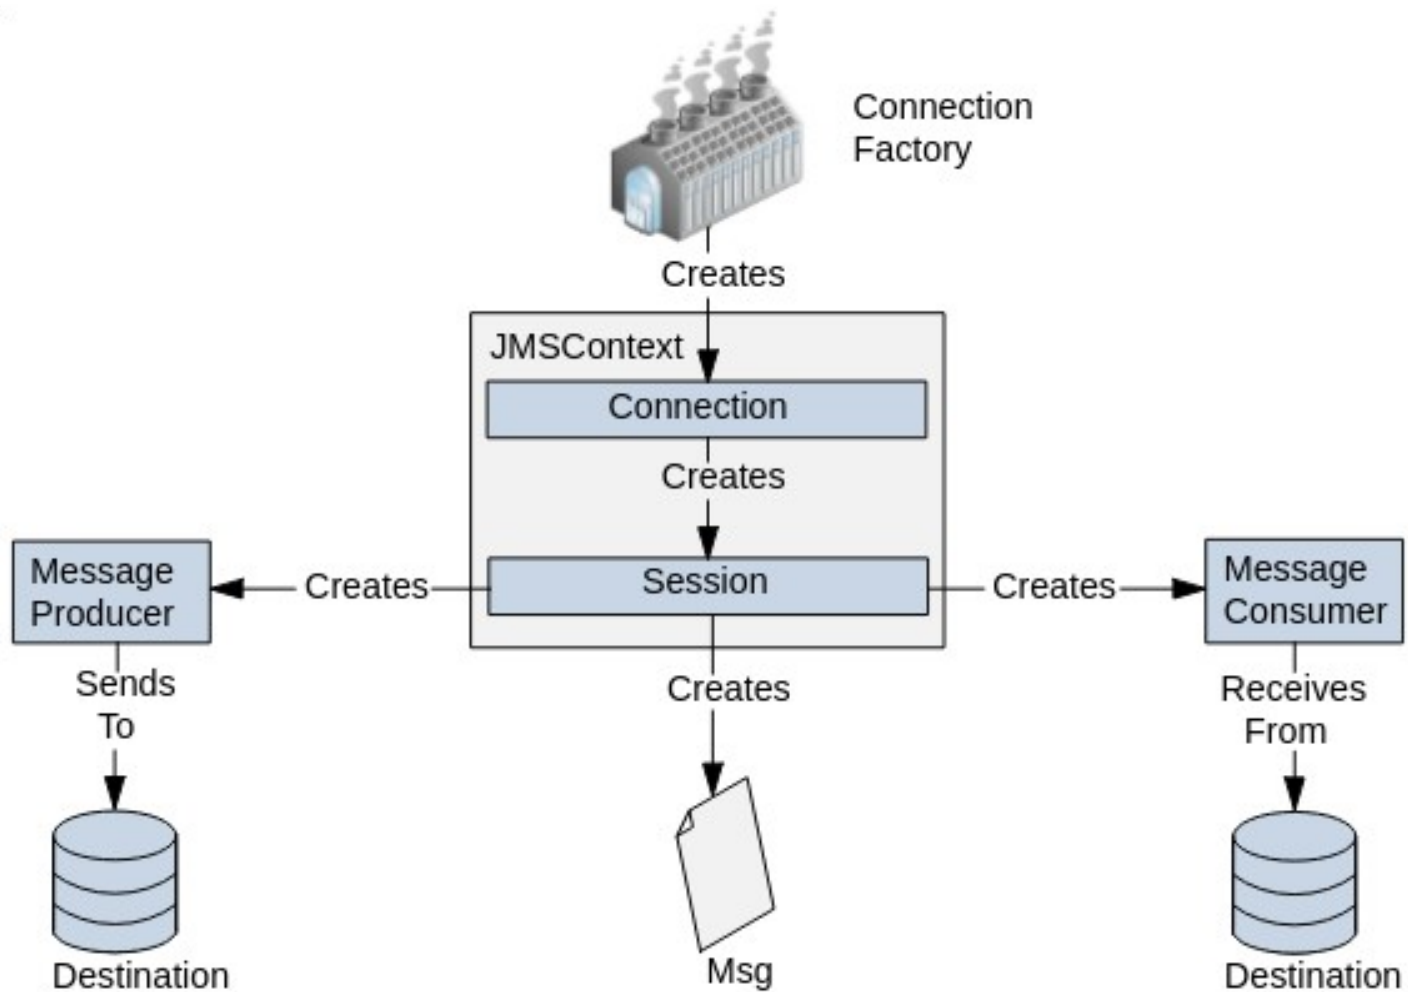 Connection
Factory
Creates
JMSContext
Connection
Creates
Message
Producer
Creates
Session
Creates
Message
Consumer
Sends
To
Creates
Receives
From
Destination
Msg
Destination